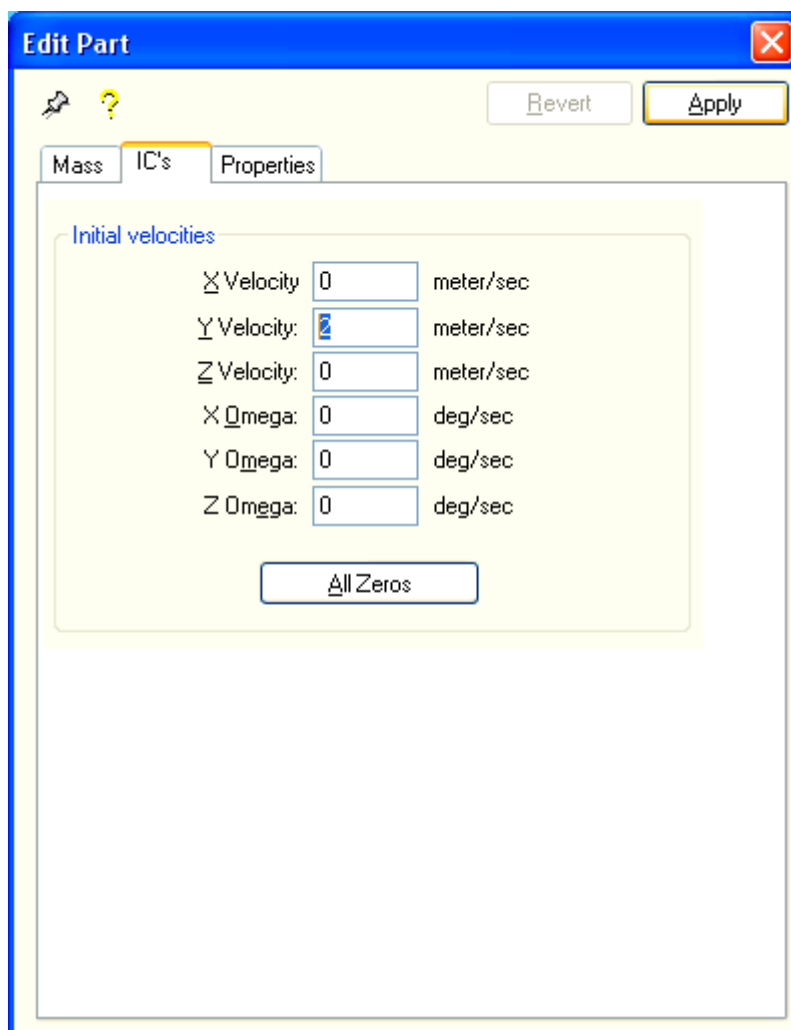 Edit Part
? Revert Apply
Mass IC's Properties
Initial velocities
X Velocity 0 meter/sec
Y Velocity: 2 meter/sec
Z Velocity: 0 meter/sec
X Omega: 0 deg/sec
Y Omega: 0 deg/sec
Z Omega: 0 deg/sec
All Zeros